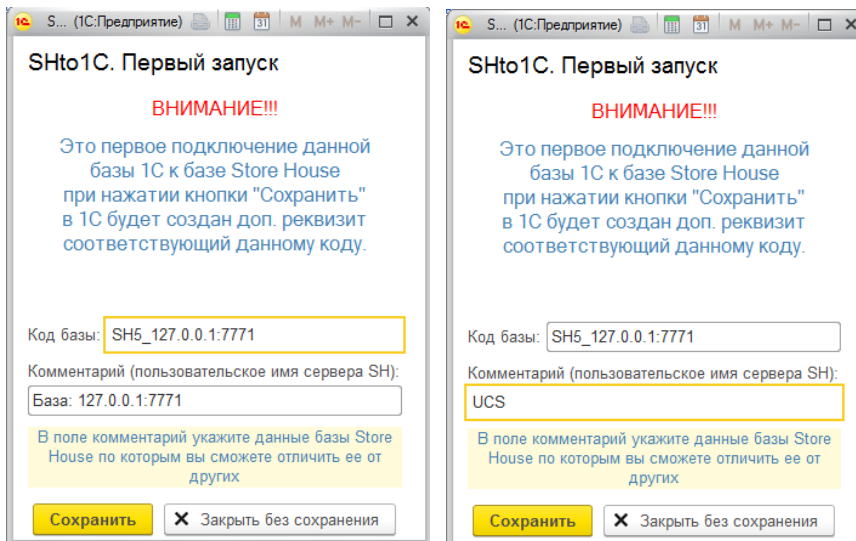 S... (1С:Предприятие) 31 M M+ M-
SHto1C. Первый запуск
ВНИМАНИЕ!!!
Это первое подключение данной
базы 1С к базе Store House
при нажатии кнопки "Сохранить"
в 1С будет создан доп. реквизит
соответствующий данному коду.
Код базы: SH5_127.0.0.1:7771
Комментарий (пользовательское имя сервера SH):
База: 127.0.0.1:7771
В поле комментарий укажите данные базы Store
House по которым вы сможете отличить ее от
других
Сохранить Закрыть без сохранения
S... (1С:Предприятие) 31 M M+ M-
SHto1C. Первый запуск
ВНИМАНИЕ!!!
Это первое подключение данной
базы 1С к базе Store House
при нажатии кнопки "Сохранить"
в 1С будет создан доп. реквизит
соответствующий данному коду.
Код базы: SH5_127.0.0.1:7771
Комментарий (пользовательское имя сервера SH):
UCS
В поле комментарий укажите данные базы Store
House по которым вы сможете отличить ее от
других
Сохранить Закрыть без сохранения